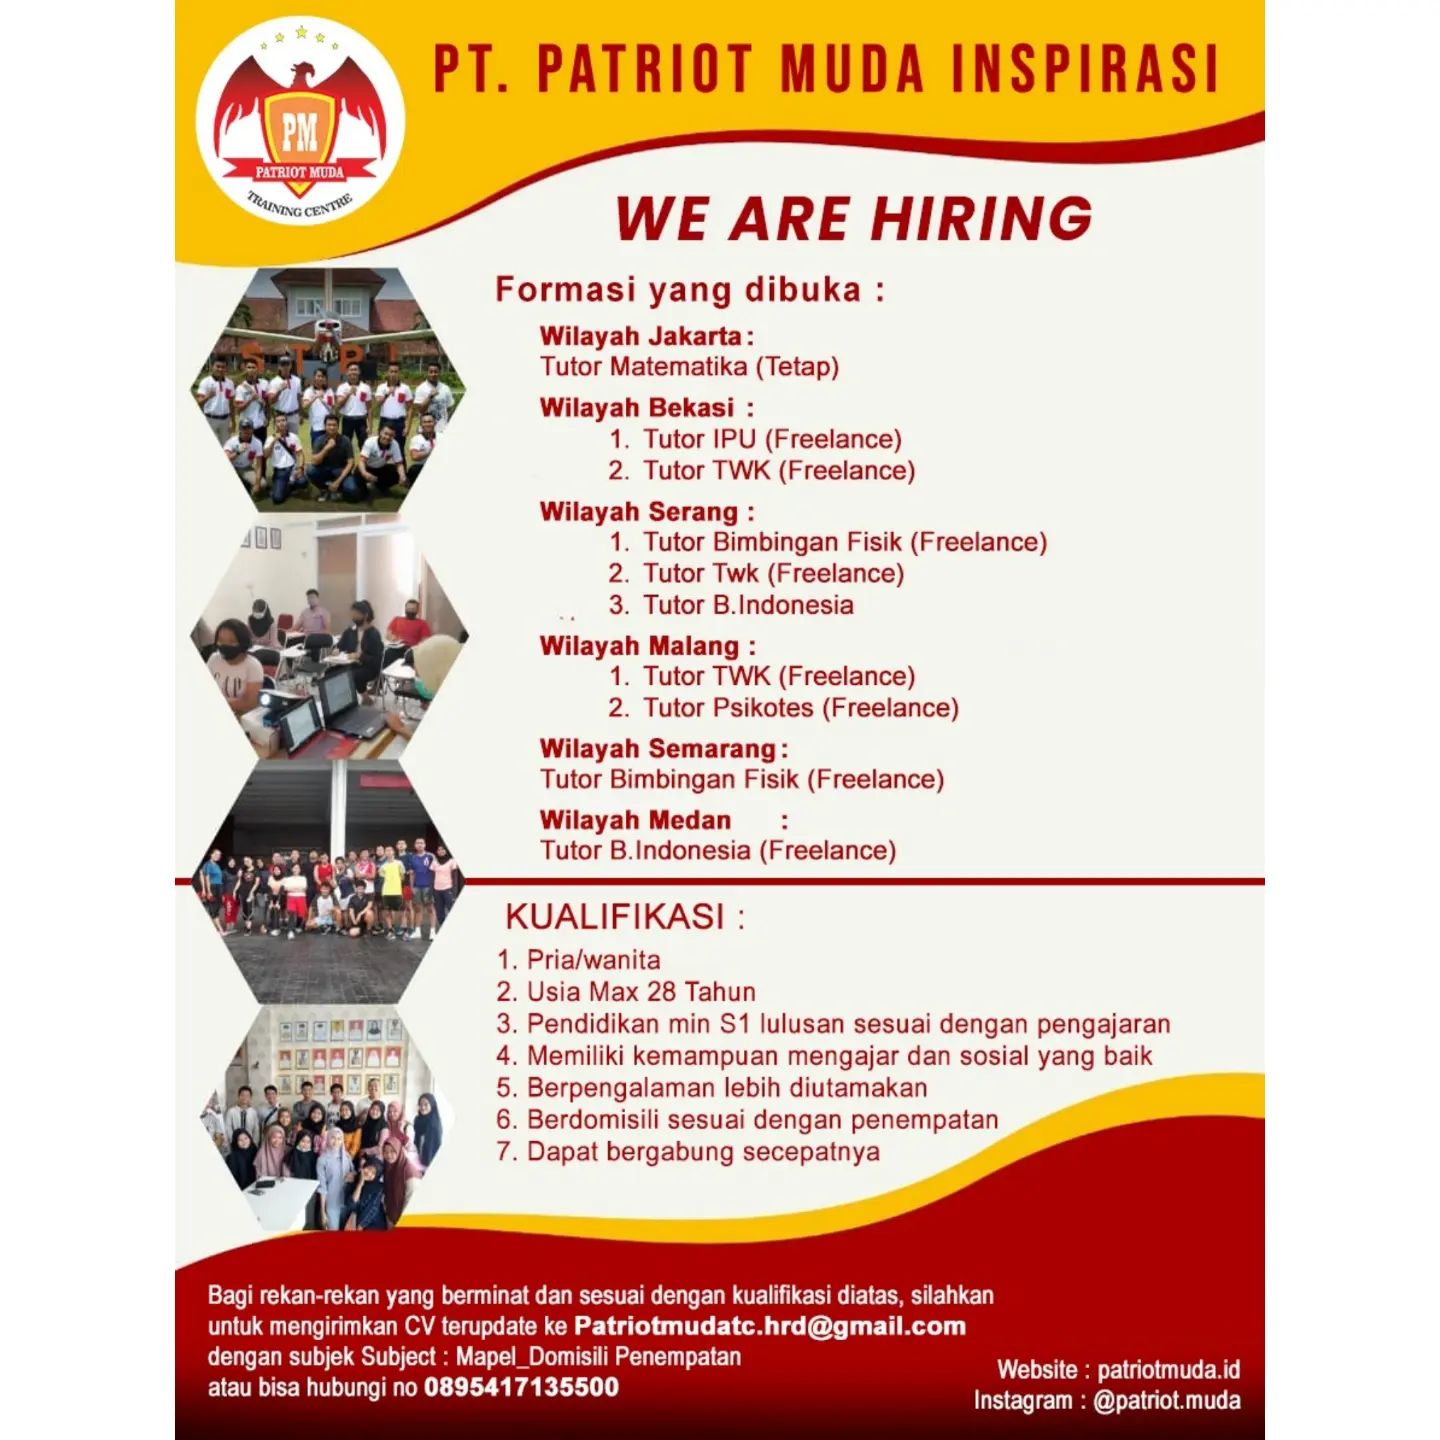 PT. PATRIOT MUDA INSPIRASI
PM
PATRIOT MUDA
TRAINING CENTRE
WE ARE HIRING
Formasi yang dibuka :
Wilayah Jakarta :
Tutor Matematika (Tetap)
Wilayah Bekasi :
1. Tutor IPU (Freelance)
2. Tutor TWK (Freelance)
Wilayah Serang :
1. Tutor Bimbingan Fisik (Freelance)
2. Tutor Twk (Freelance)
3. Tutor B.Indonesia
Wilayah Malang :
1. Tutor TWK (Freelance)
2. Tutor Psikotes (Freelance)
Wilayah Semarang :
Tutor Bimbingan Fisik (Freelance)
Wilayah Medan :
Tutor B.Indonesia (Freelance)
KUALIFIKASI :
1. Pria/wanita
2. Usia Max 28 Tahun
3. Pendidikan min S1 lulusan sesuai dengan pengajaran
4. Memiliki kemampuan mengajar dan sosial yang baik
5. Berpengalaman lebih diutamakan
6. Berdomisili sesuai dengan penempatan
7. Dapat bergabung secepatnya
Bagi rekan-rekan yang berminat dan sesuai dengan kualifikasi diatas, silahkan
untuk mengirimkan CV terupdate ke Patriotmudatc.hrd@gmail.com
dengan subjek Subject : Mapel_Domisili Penempatan
atau bisa hubungi no 0895417135500
Website : patriotmuda.id
Instagram : @patriot.muda